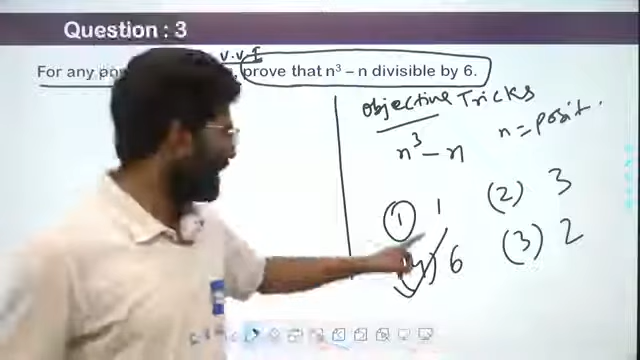 Question : 3
v.v.I
For any pos , prove that n³ – n divisible by 6.
objective Tricks
n³ – n n = posit.
(1) 1 (2) 3
(4) 6 (3) 2